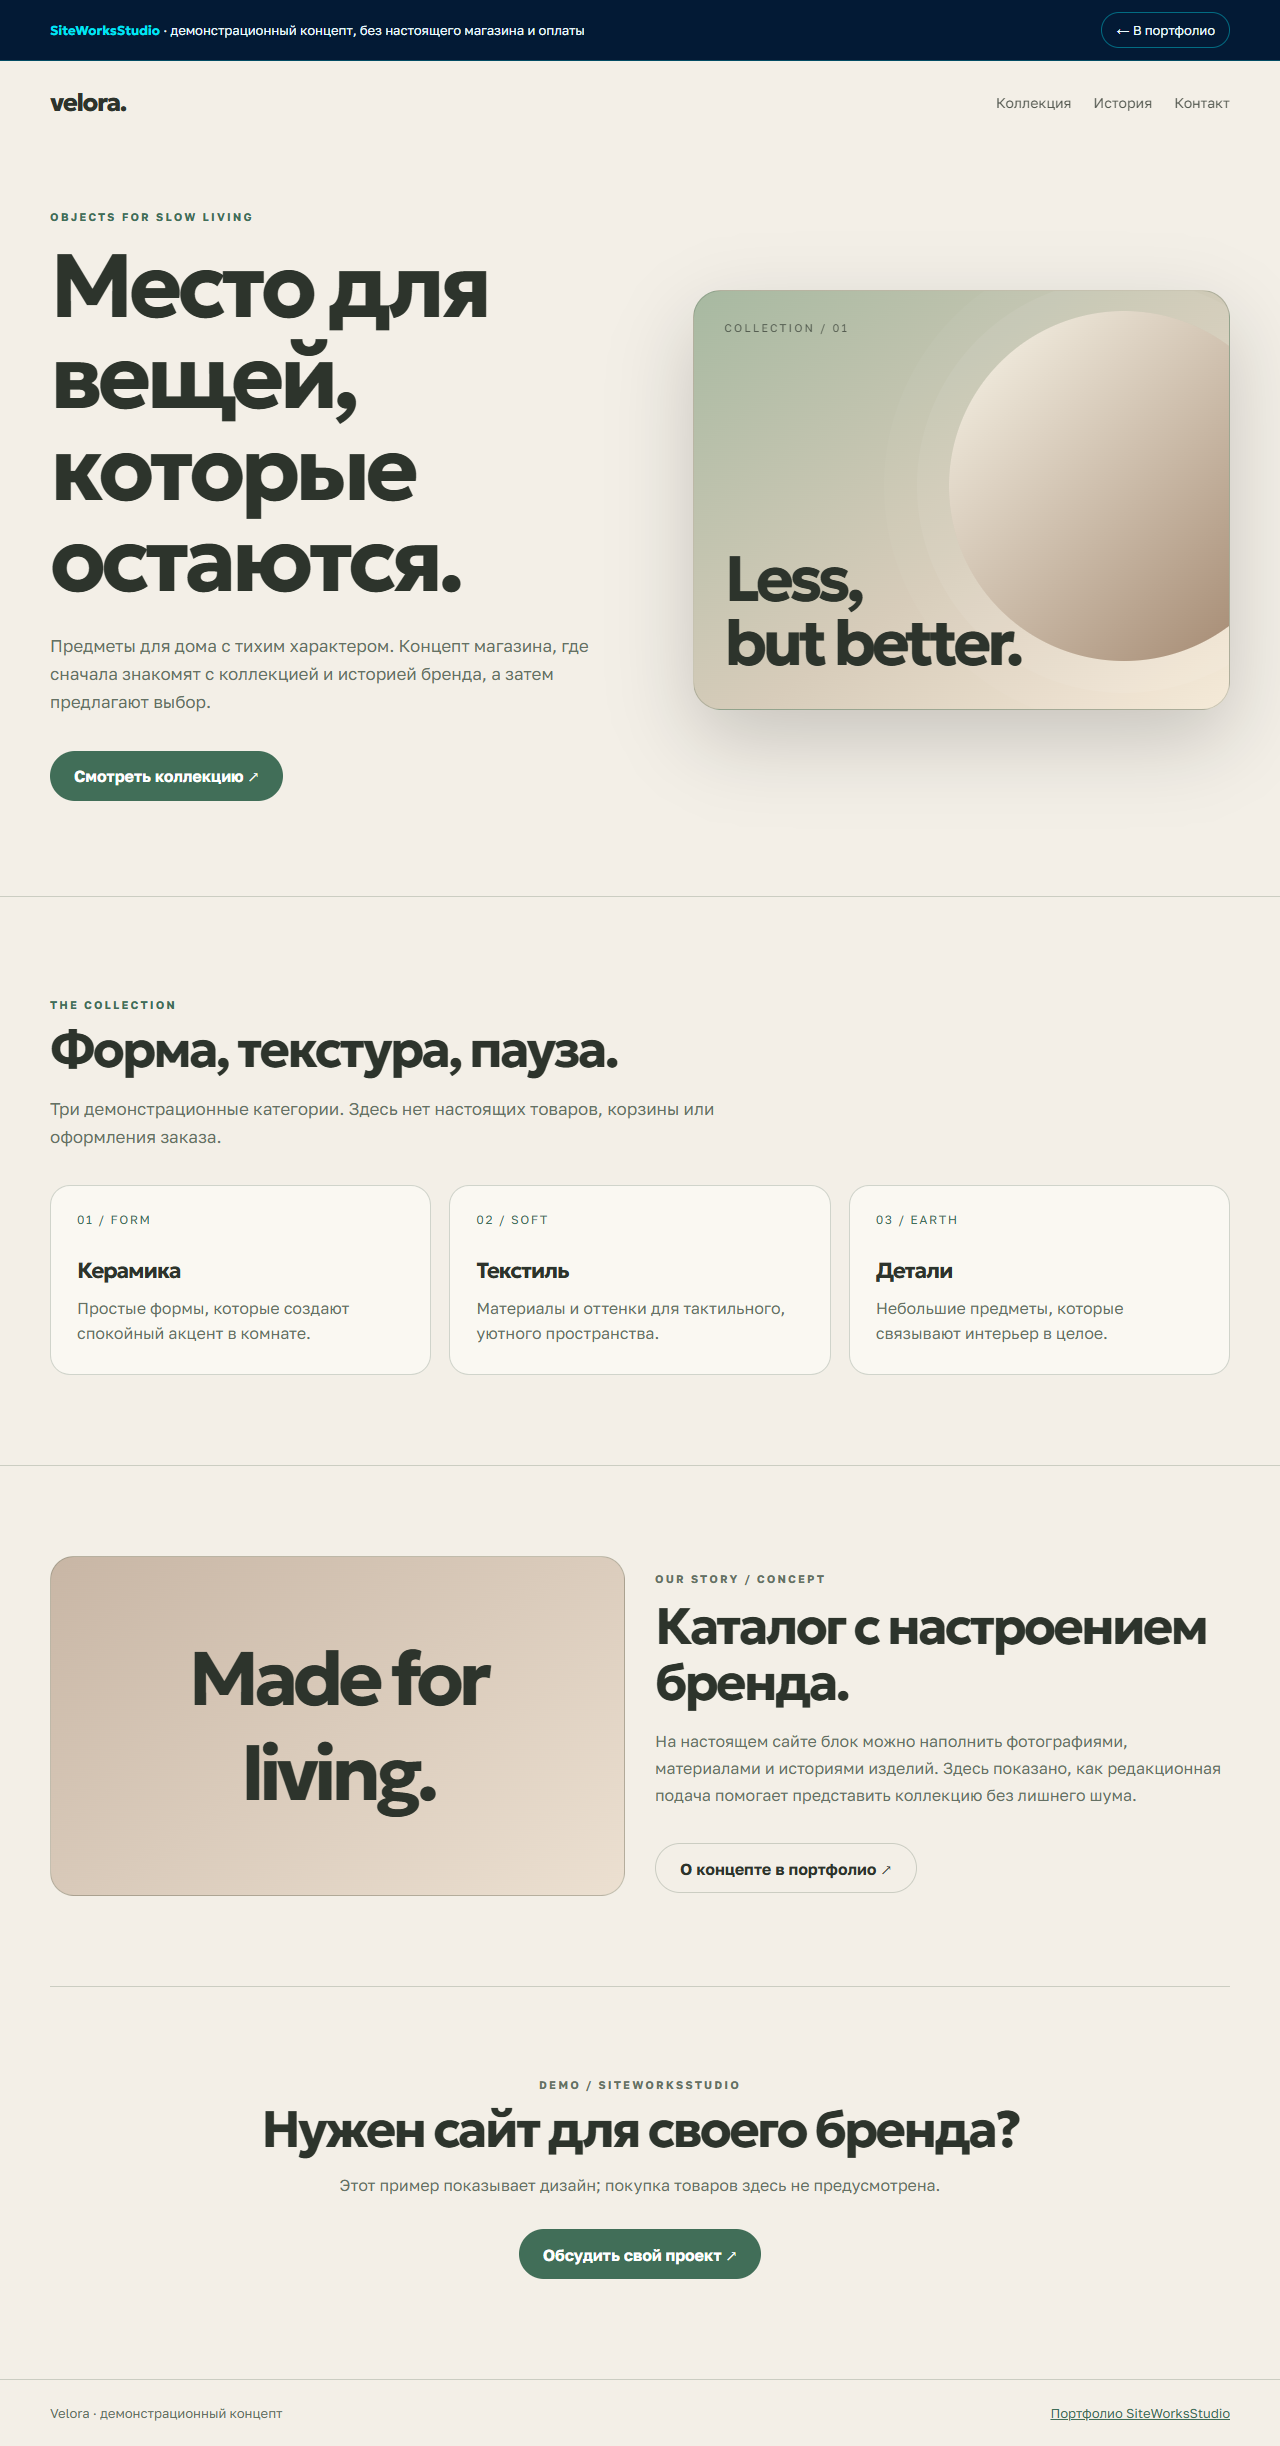 SiteWorksStudio · демонстрационный концепт, без настоящего магазина и оплаты
← В портфолио
velora.
Коллекция История Контакт
OBJECTS FOR SLOW LIVING
Место для
вещей,
которые
остаются.
Предметы для дома с тихим характером. Концепт магазина, где
сначала знакомят с коллекцией и историей бренда, а затем
предлагают выбор.
Смотреть коллекцию ↗
COLLECTION / 01
Less,
but better.
THE COLLECTION
Форма, текстура, пауза.
Три демонстрационные категории. Здесь нет настоящих товаров, корзины или
оформления заказа.
01 / FORM
Керамика
Простые формы, которые создают
спокойный акцент в комнате.
02 / SOFT
Текстиль
Материалы и оттенки для тактильного,
уютного пространства.
03 / EARTH
Детали
Небольшие предметы, которые
связывают интерьер в целое.
Made for
living.
OUR STORY / CONCEPT
Каталог с настроением
бренда.
На настоящем сайте блок можно наполнить фотографиями,
материалами и историями изделий. Здесь показано, как редакционная
подача помогает представить коллекцию без лишнего шума.
О концепте в портфолио ↗
DEMO / SITEWORKSSTUDIO
Нужен сайт для своего бренда?
Этот пример показывает дизайн; покупка товаров здесь не предусмотрена.
Обсудить свой проект ↗
Velora · демонстрационный концепт
Портфолио SiteWorksStudio